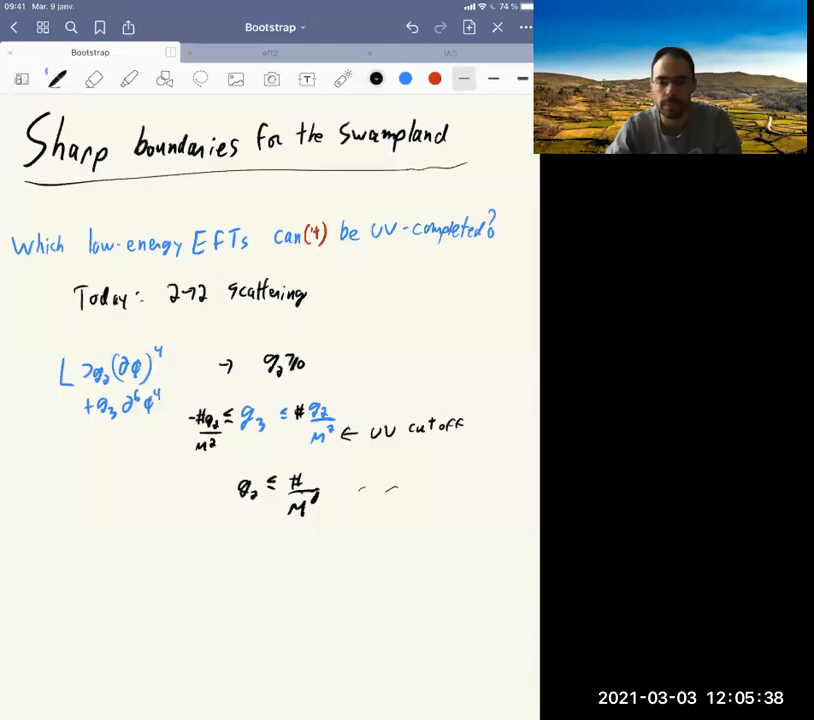 09:41 Mar. 9 janv.
74 %
Bootstrap
Bootstrap eft2 IAS
T
Sharp boundaries for the Swampland
Which low-energy EFTs can('t) be UV-completed?
Today: 2→2 scattering
L ⊃ g₂(∂φ)⁴ → g₂≥0
+g₃ ∂⁶φ⁴
-#g₂/M² ≤ g₃ ≤ # g₂/M² ← UV cutoff
g₂ ≤ #/M⁴
2021-03-03 12:05:38